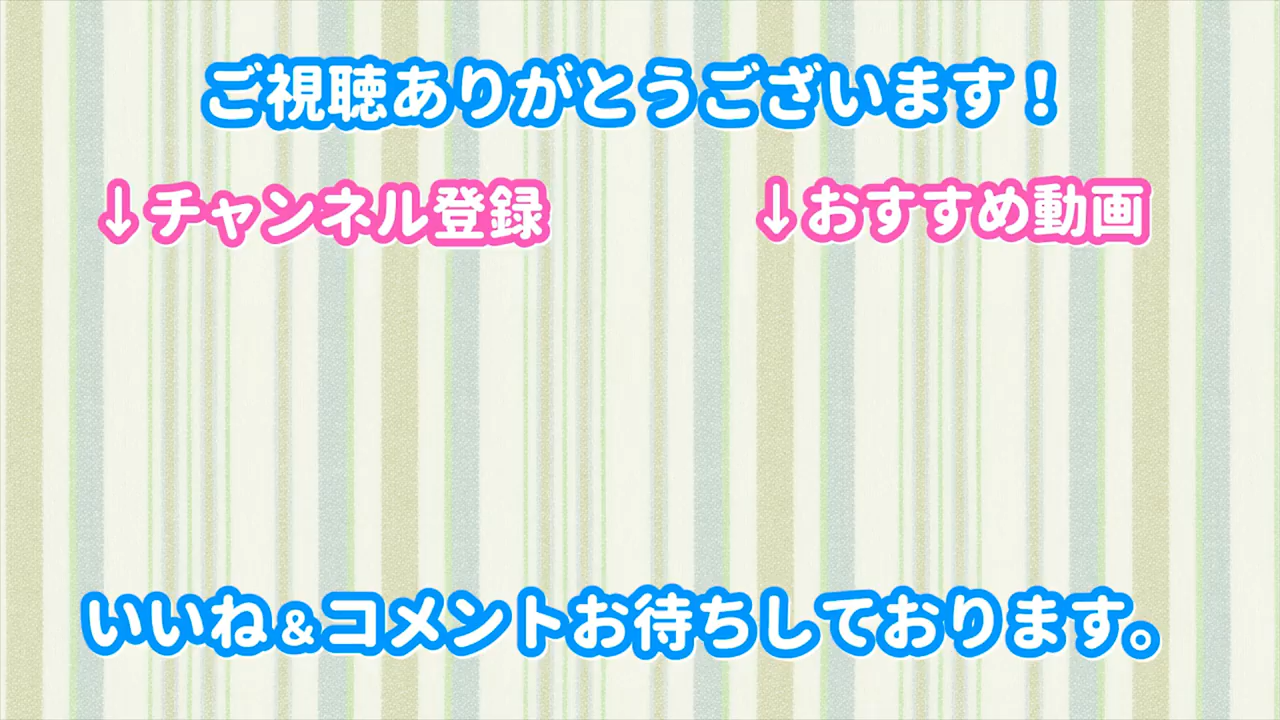 ご視聴ありがとうございます！
↓チャンネル登録
↓おすすめ動画
いいね&コメントお待ちしております。